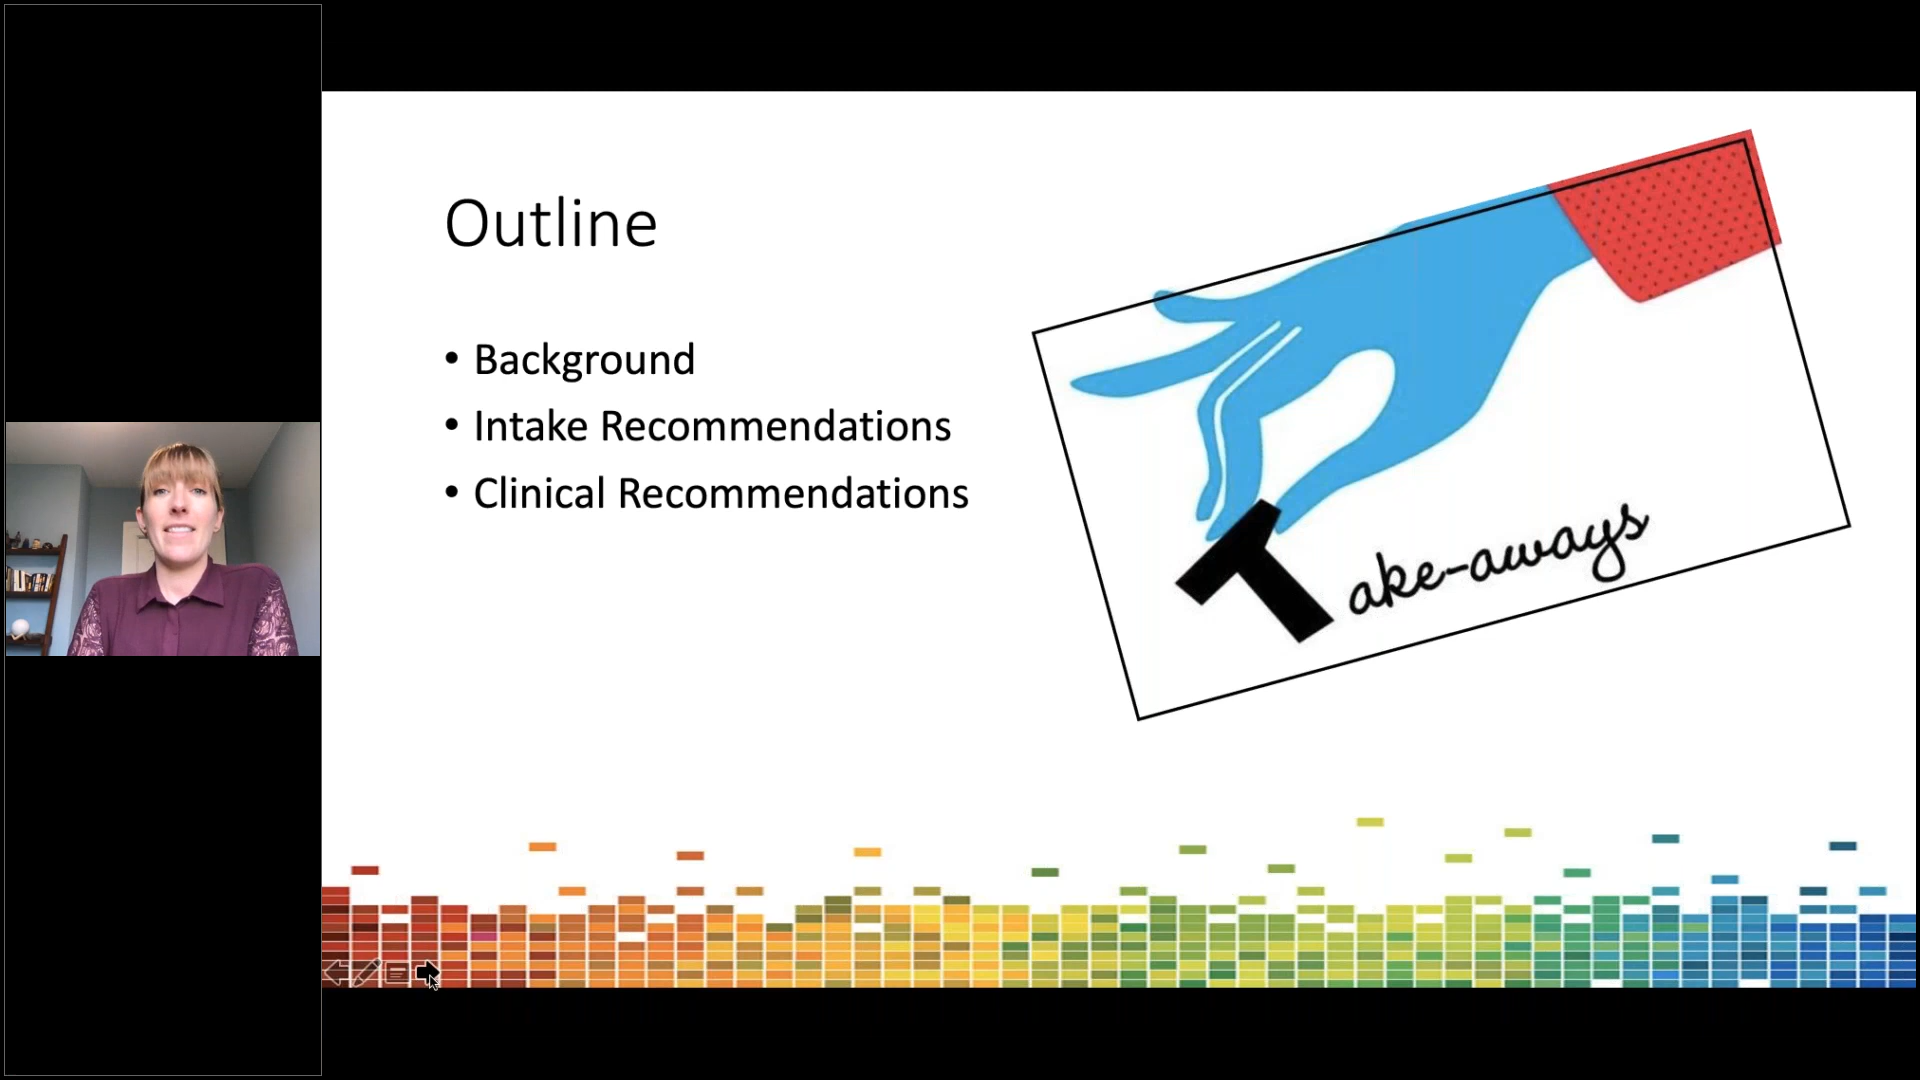 Outline
• Background
• Intake Recommendations
• Clinical Recommendations
Take-aways